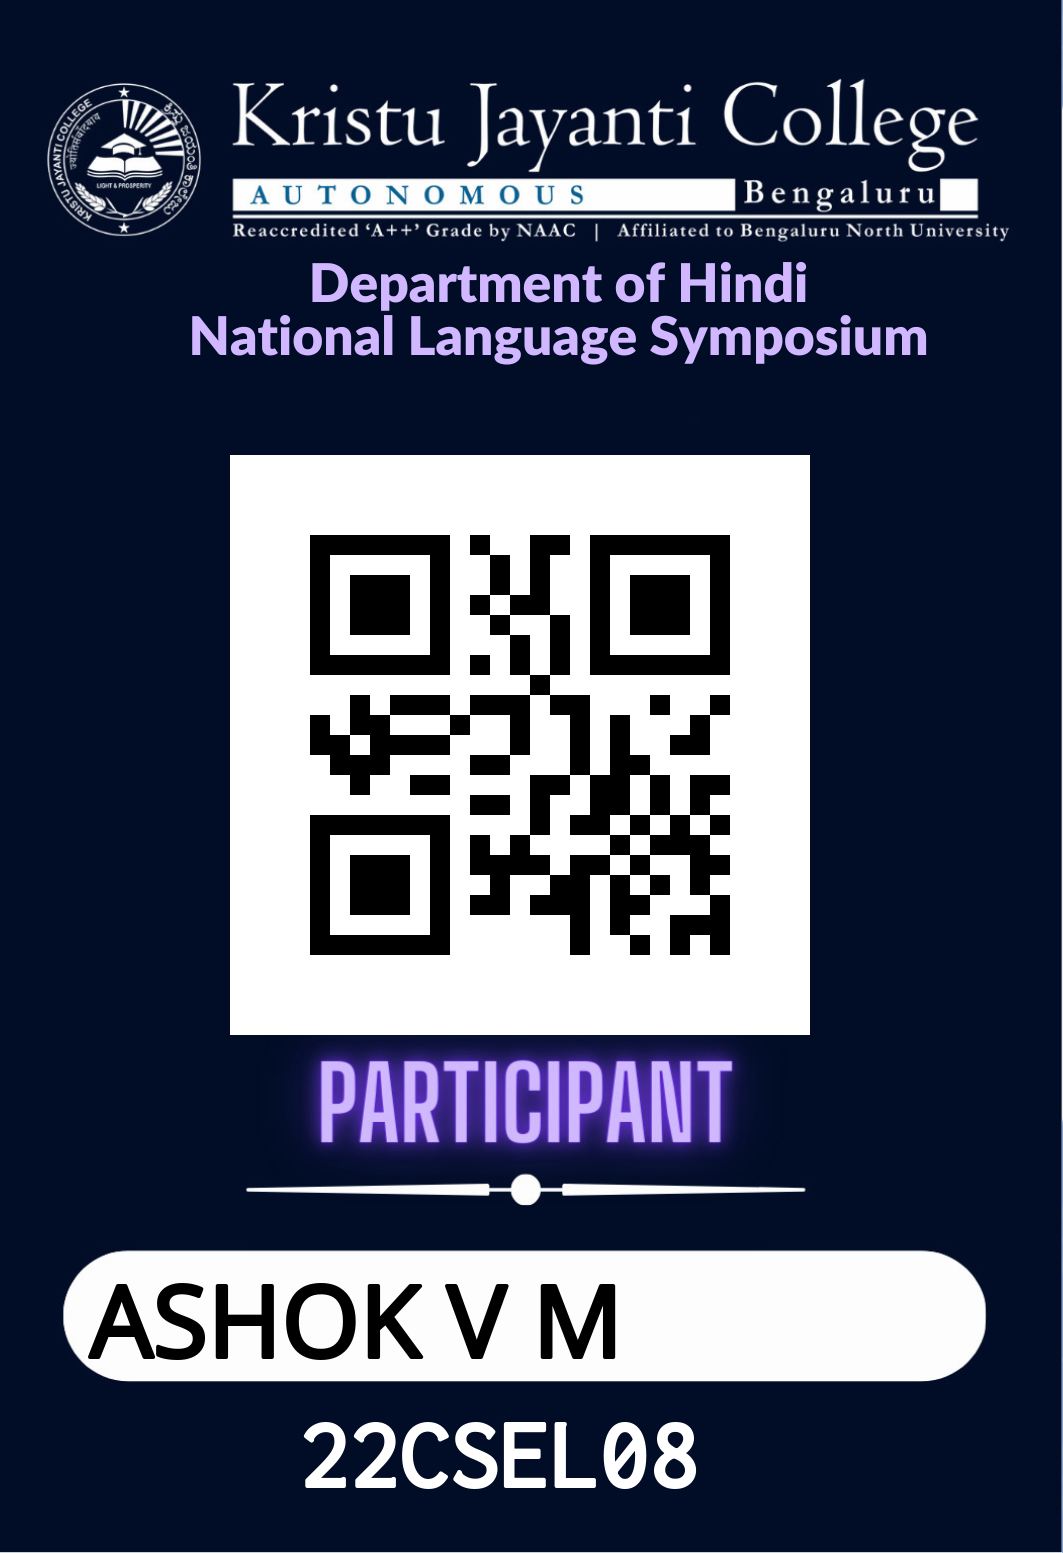 KRISTU JAYANTI COLLEGE
LIGHT & PROSPERITY
Kristu Jayanti College
AUTONOMOUS Bengaluru
Reaccredited ‘A++’ Grade by NAAC | Affiliated to Bengaluru North University
Department of Hindi
National Language Symposium
PARTICIPANT
ASHOK V M
22CSEL08